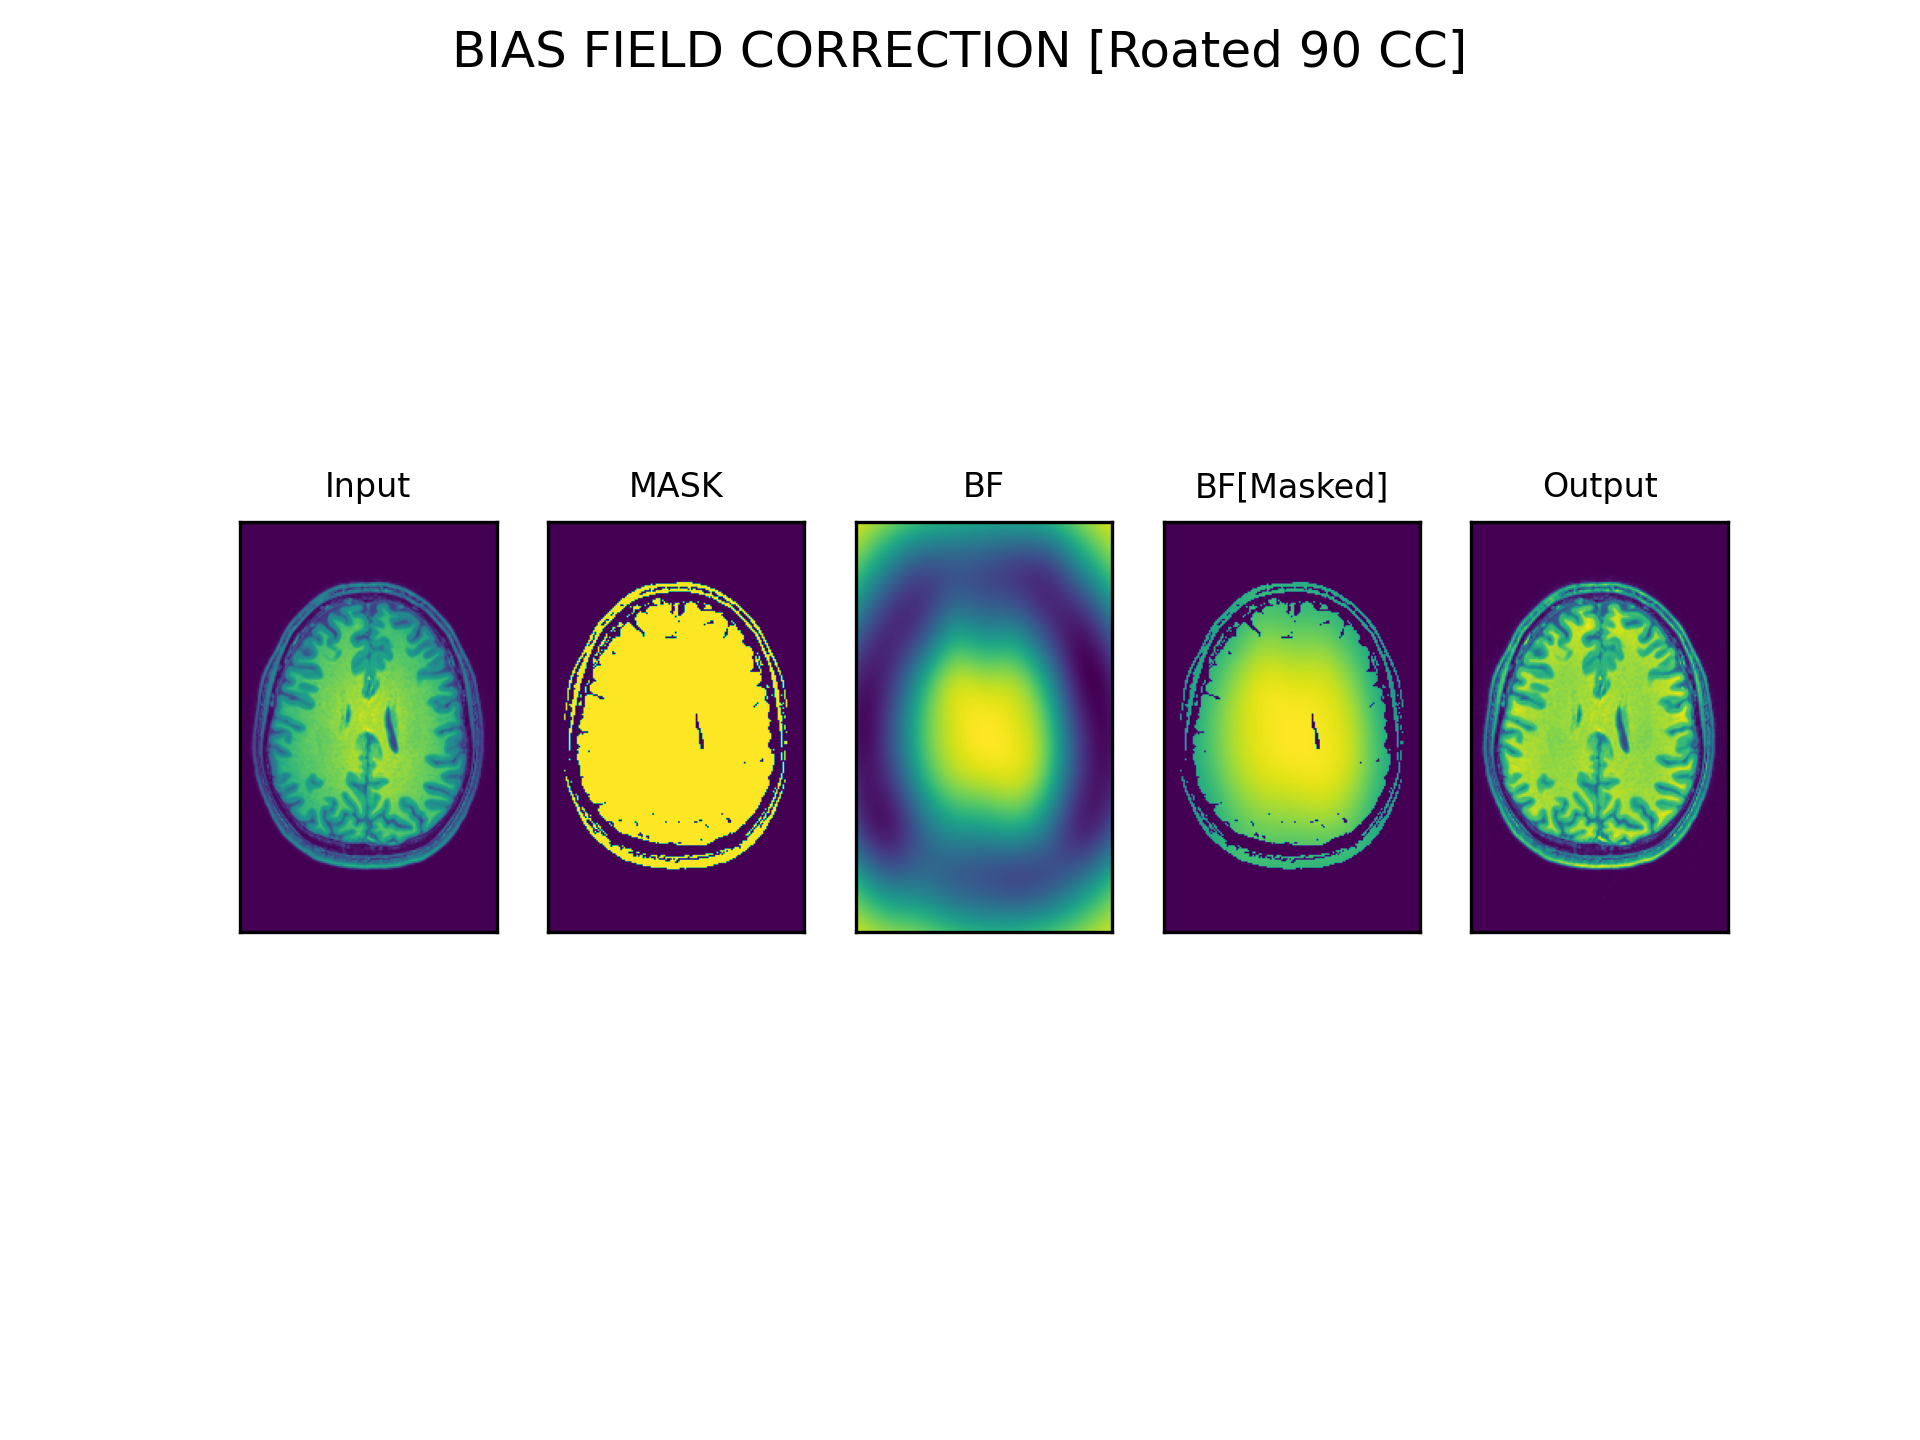 BIAS FIELD CORRECTION [Roated 90 CC]
Input
MASK
BF
BF[Masked]
Output